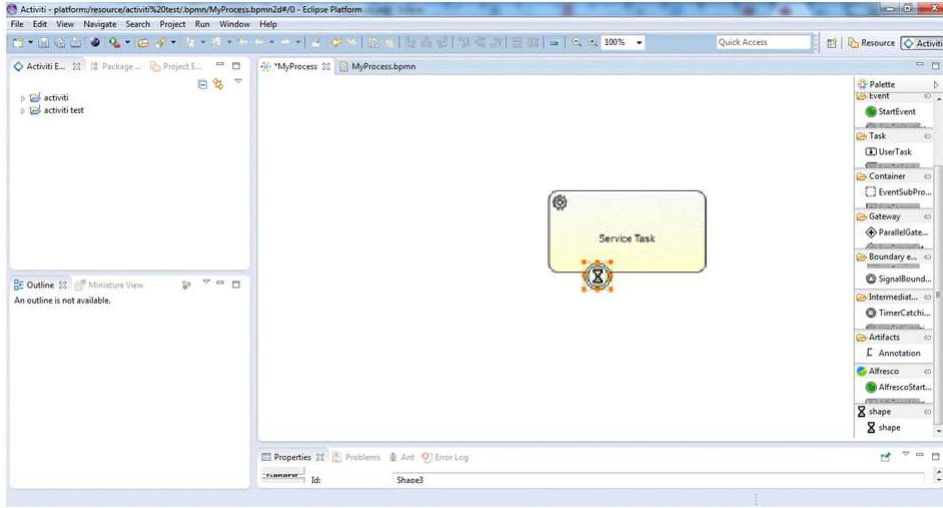 Activiti - platform:/resource/activiti%20test/.bpmn/MyProcess.bpmn2d#/0 - Eclipse Platform
File Edit View Navigate Search Project Run Window Help
100% Quick Access Resource Activiti
Activiti E... Package ... Project E...
*MyProcess MyProcess.bpmn
activiti
activiti test
Service Task
Palette
Event
StartEvent
Task
UserTask
Container
EventSubPro...
Gateway
ParallelGate...
Boundary e...
SignalBound...
Intermediat...
TimerCatchi...
Artifacts
Annotation
Alfresco
AlfrescoStart...
shape
shape
Outline Miniature View
An outline is not available.
Properties Problems Ant Error Log
General Id: Shape3